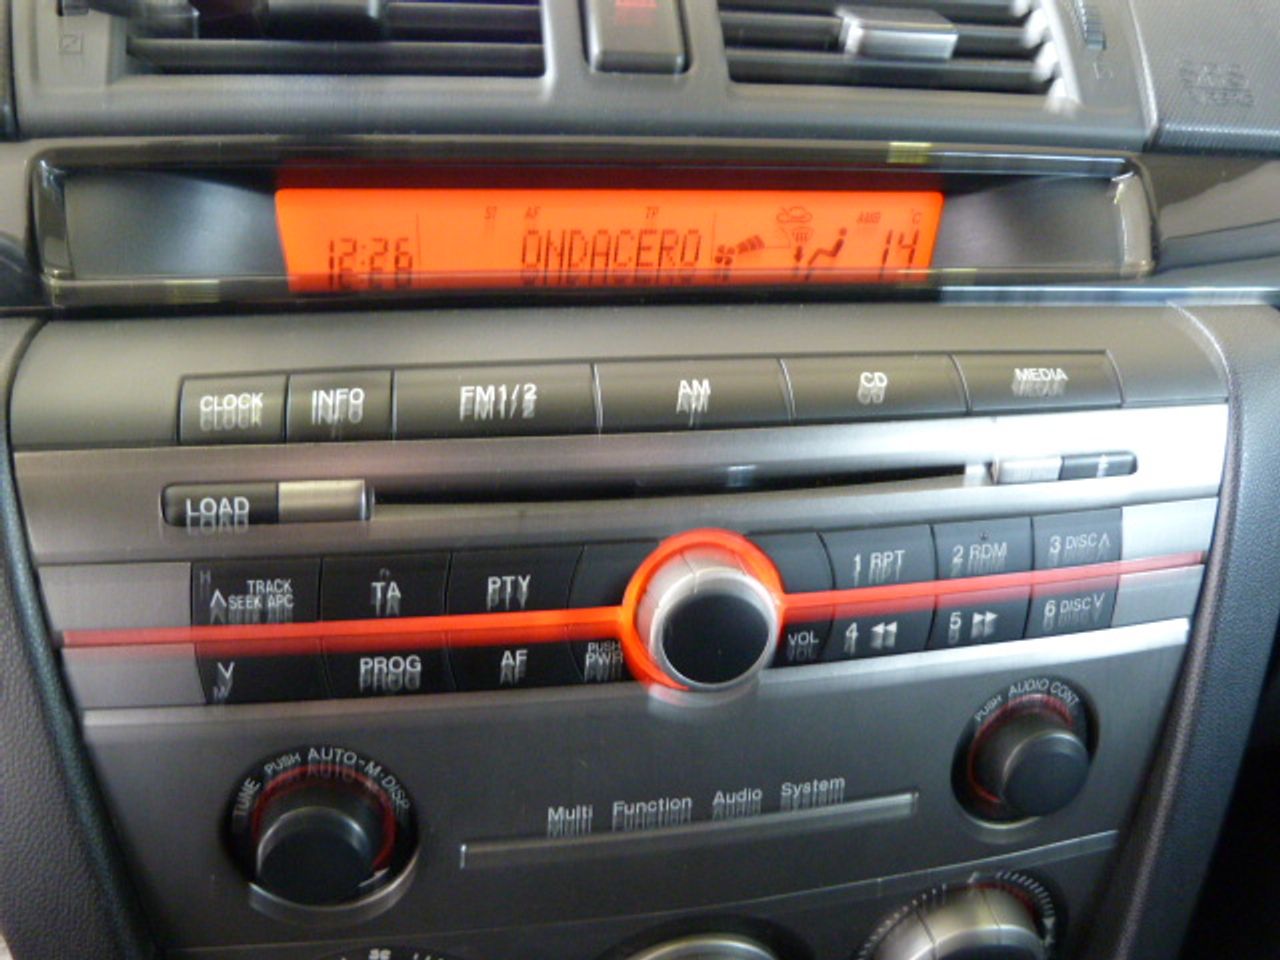 ST AF TP AMB °C
12:26 ONDACERO 14
CLOCK INFO FM1/2 AM CD MEDIA
LOAD
TRACK TA PTY 1 RPT 2 RDM 3 DISC ∧
∧ SEEK APC
∨ PROG AF PUSH PWR VOL 4 ◀◀ 5 ▶▶ 6 DISC ∨
TUNE PUSH AUTO-M·DISP
PUSH AUDIO CONT
Multi Function Audio System